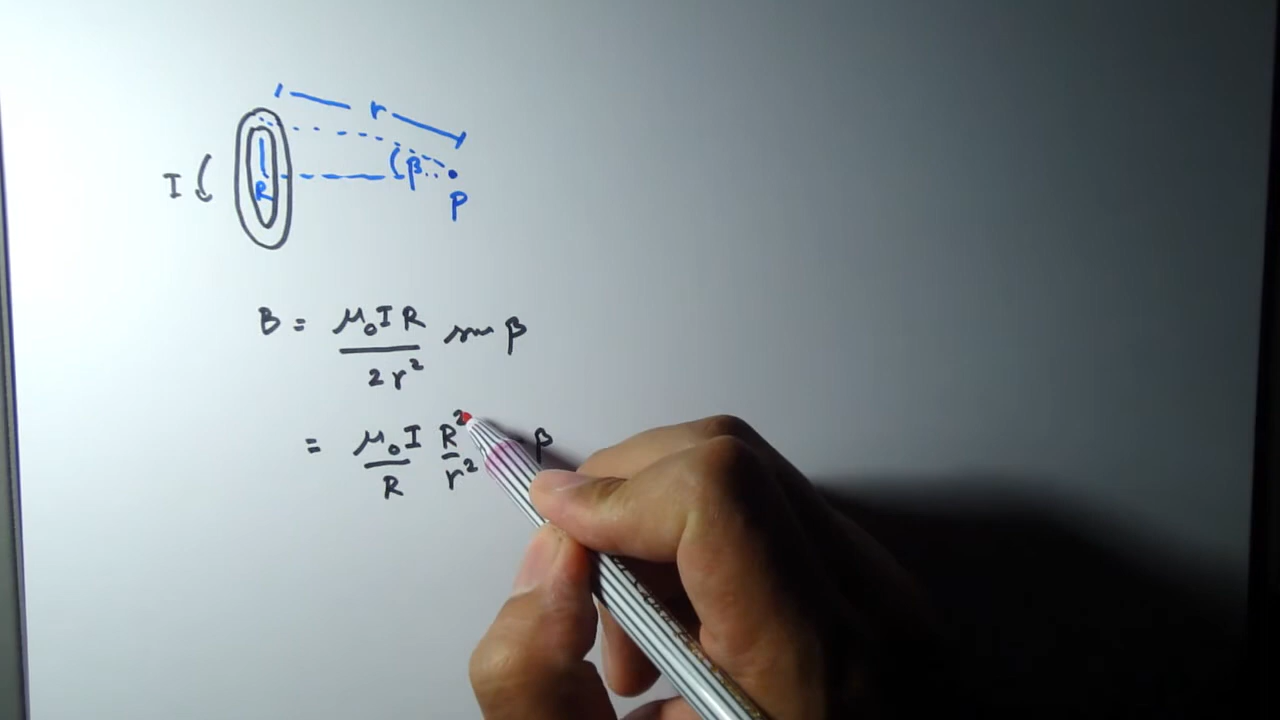 r
I R β P
B = μ₀IR / 2r² sin β
= μ₀I / R R² / r² β